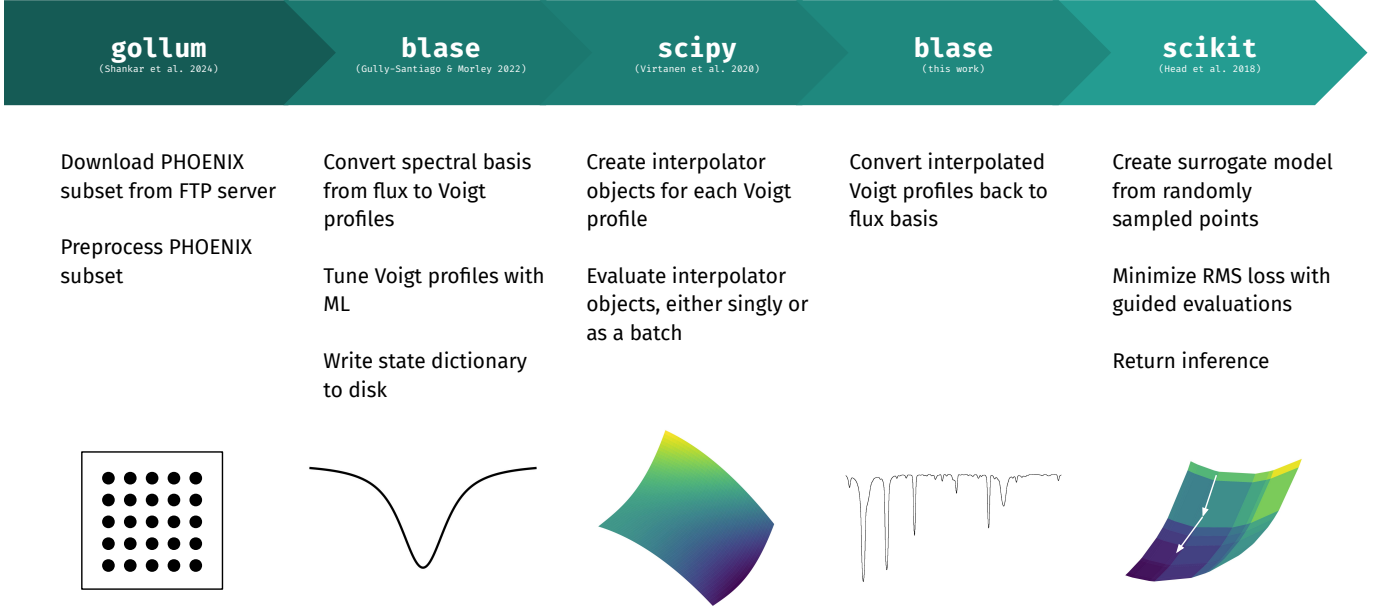 gollum
(Shankar et al. 2024)
blase
(Gully-Santiago & Morley 2022)
scipy
(Virtanen et al. 2020)
blase
(this work)
scikit
(Head et al. 2018)
Download PHOENIX
subset from FTP server
Preprocess PHOENIX
subset
Convert spectral basis
from flux to Voigt
profiles
Tune Voigt profiles with
ML
Write state dictionary
to disk
Create interpolator
objects for each Voigt
profile
Evaluate interpolator
objects, either singly or
as a batch
Convert interpolated
Voigt profiles back to
flux basis
Create surrogate model
from randomly
sampled points
Minimize RMS loss with
guided evaluations
Return inference